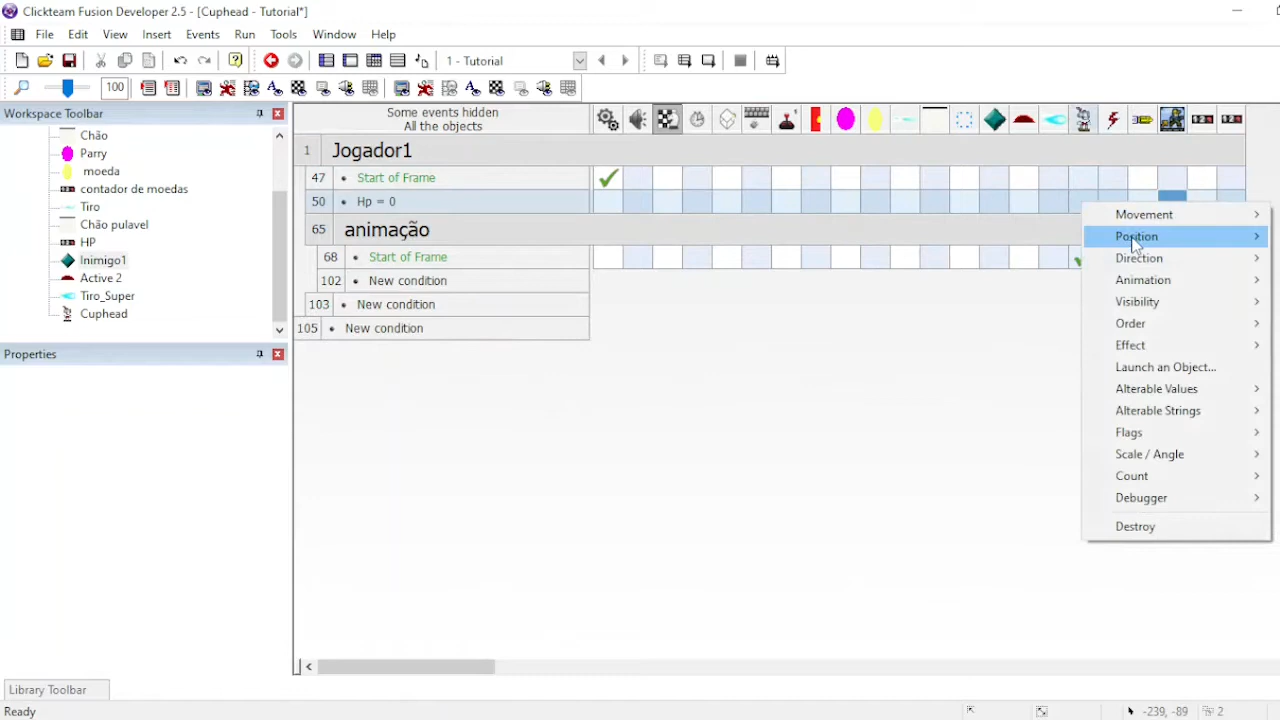 Clickteam Fusion Developer 2.5 - [Cuphead - Tutorial*]
File Edit View Insert Events Run Tools Window Help
1 - Tutorial
100
Workspace Toolbar
Chão
Parry
moeda
contador de moedas
Tiro
Chão pulavel
HP
Inimigo1
Active 2
Tiro_Super
Cuphead
Properties
Some events hidden
All the objects
1 Jogador1
47 • Start of Frame
50 • Hp = 0
65 animação
68 • Start of Frame
102 • New condition
103 • New condition
105 • New condition
Movement
Position
Direction
Animation
Visibility
Order
Effect
Launch an Object...
Alterable Values
Alterable Strings
Flags
Scale / Angle
Count
Debugger
Destroy
Library Toolbar
Ready
-239, -89
2